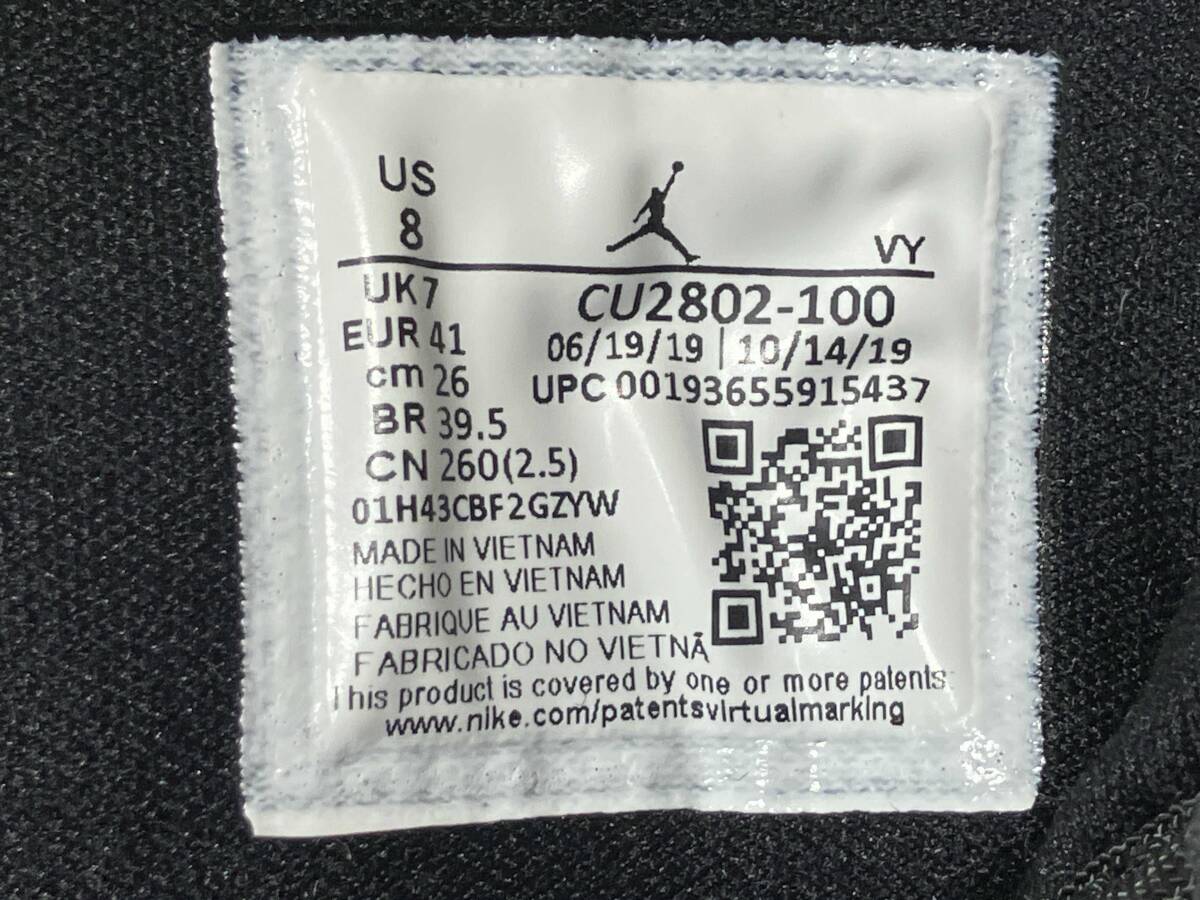 US
8
VY
UK 7
CU2802-100
EUR 41
06/19/19 | 10/14/19
cm 26
UPC 00193655915437
BR 39.5
CN 260(2.5)
01H43CBF2GZYW
MADE IN VIETNAM
HECHO EN VIETNAM
FABRIQUE AU VIETNAM
FABRICADO NO VIETNÃ
This product is covered by one or more patents
www.nike.com/patentsvirtualmarking